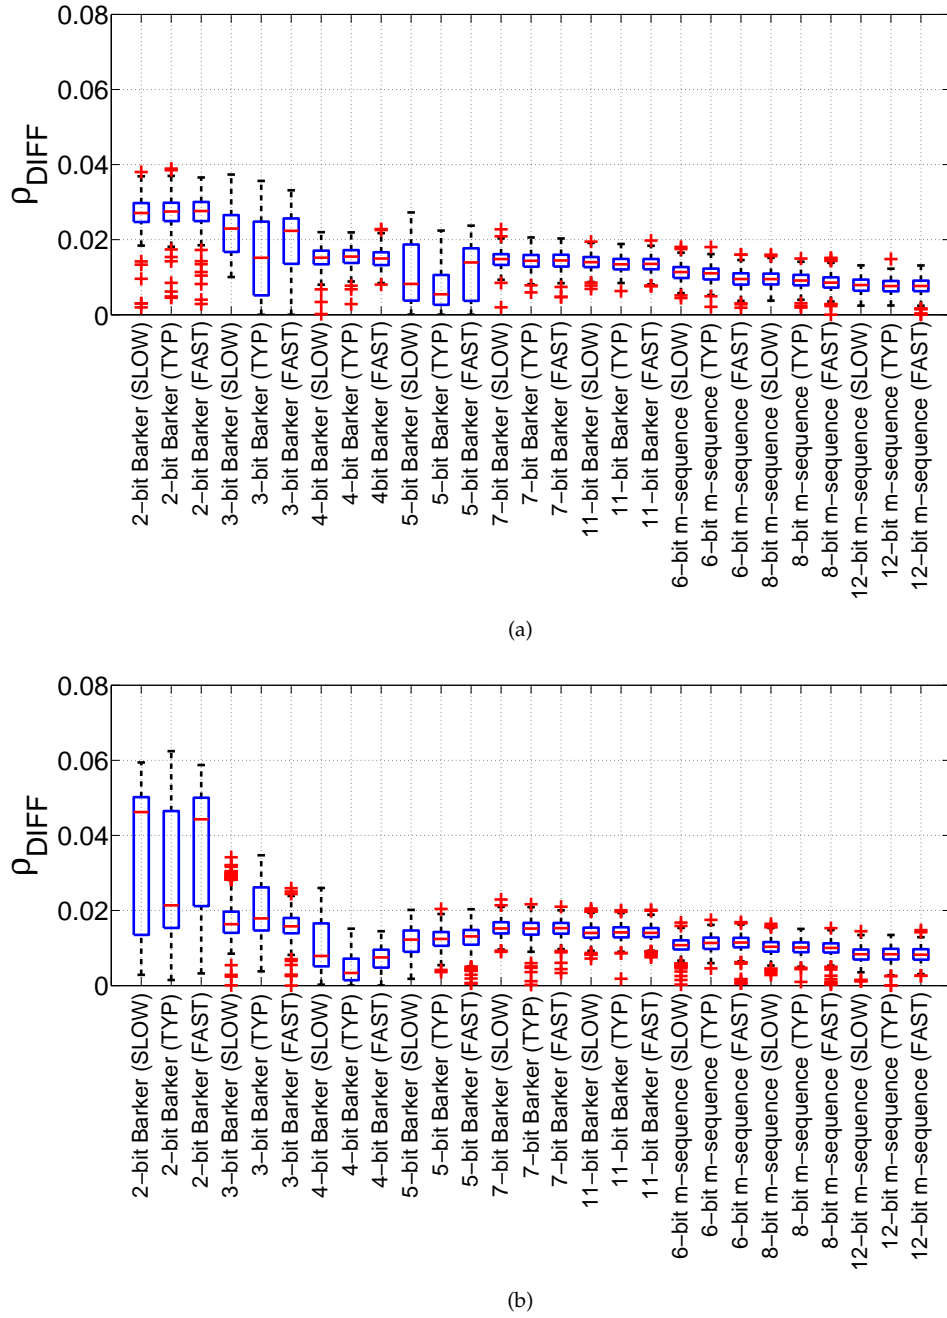 0.08
0.06
0.04
0.02
0
ρDIFF
2−bit Barker (SLOW)
2−bit Barker (TYP)
2−bit Barker (FAST)
3−bit Barker (SLOW)
3−bit Barker (TYP)
3−bit Barker (FAST)
4−bit Barker (SLOW)
4−bit Barker (TYP)
4bit Barker (FAST)
5−bit Barker (SLOW)
5−bit Barker (TYP)
5−bit Barker (FAST)
7−bit Barker (SLOW)
7−bit Barker (TYP)
7−bit Barker (FAST)
11−bit Barker (SLOW)
11−bit Barker (TYP)
11−bit Barker (FAST)
6−bit m−sequence (SLOW)
6−bit m−sequence (TYP)
6−bit m−sequence (FAST)
8−bit m−sequence (SLOW)
8−bit m−sequence (TYP)
8−bit m−sequence (FAST)
12−bit m−sequence (SLOW)
12−bit m−sequence (TYP)
12−bit m−sequence (FAST)
(a)
0.08
0.06
0.04
0.02
0
ρDIFF
2−bit Barker (SLOW)
2−bit Barker (TYP)
2−bit Barker (FAST)
3−bit Barker (SLOW)
3−bit Barker (TYP)
3−bit Barker (FAST)
4−bit Barker (SLOW)
4−bit Barker (TYP)
4−bit Barker (FAST)
5−bit Barker (SLOW)
5−bit Barker (TYP)
5−bit Barker (FAST)
7−bit Barker (SLOW)
7−bit Barker (TYP)
7−bit Barker (FAST)
11−bit Barker (SLOW)
11−bit Barker (TYP)
11−bit Barker (FAST)
6−bit m−sequence (SLOW)
6−bit m−sequence (TYP)
6−bit m−sequence (FAST)
8−bit m−sequence (SLOW)
8−bit m−sequence (TYP)
8−bit m−sequence (FAST)
12−bit m−sequence (SLOW)
12−bit m−sequence (TYP)
12−bit m−sequence (FAST)
(b)